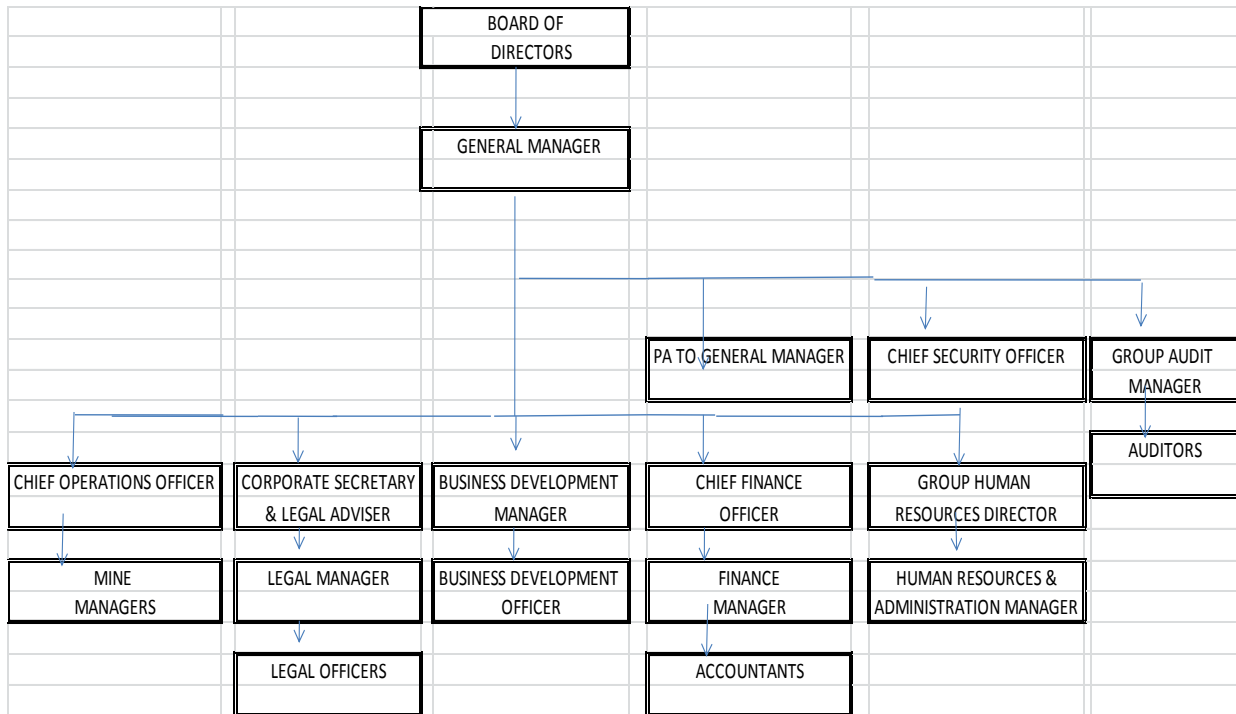 BOARD OF
DIRECTORS
GENERAL MANAGER
PA TO GENERAL MANAGER
CHIEF SECURITY OFFICER
GROUP AUDIT
MANAGER
AUDITORS
CHIEF OPERATIONS OFFICER
CORPORATE SECRETARY
& LEGAL ADVISER
BUSINESS DEVELOPMENT
MANAGER
CHIEF FINANCE
OFFICER
GROUP HUMAN
RESOURCES DIRECTOR
MINE
MANAGERS
LEGAL MANAGER
BUSINESS DEVELOPMENT
OFFICER
FINANCE
MANAGER
HUMAN RESOURCES &
ADMINISTRATION MANAGER
LEGAL OFFICERS
ACCOUNTANTS